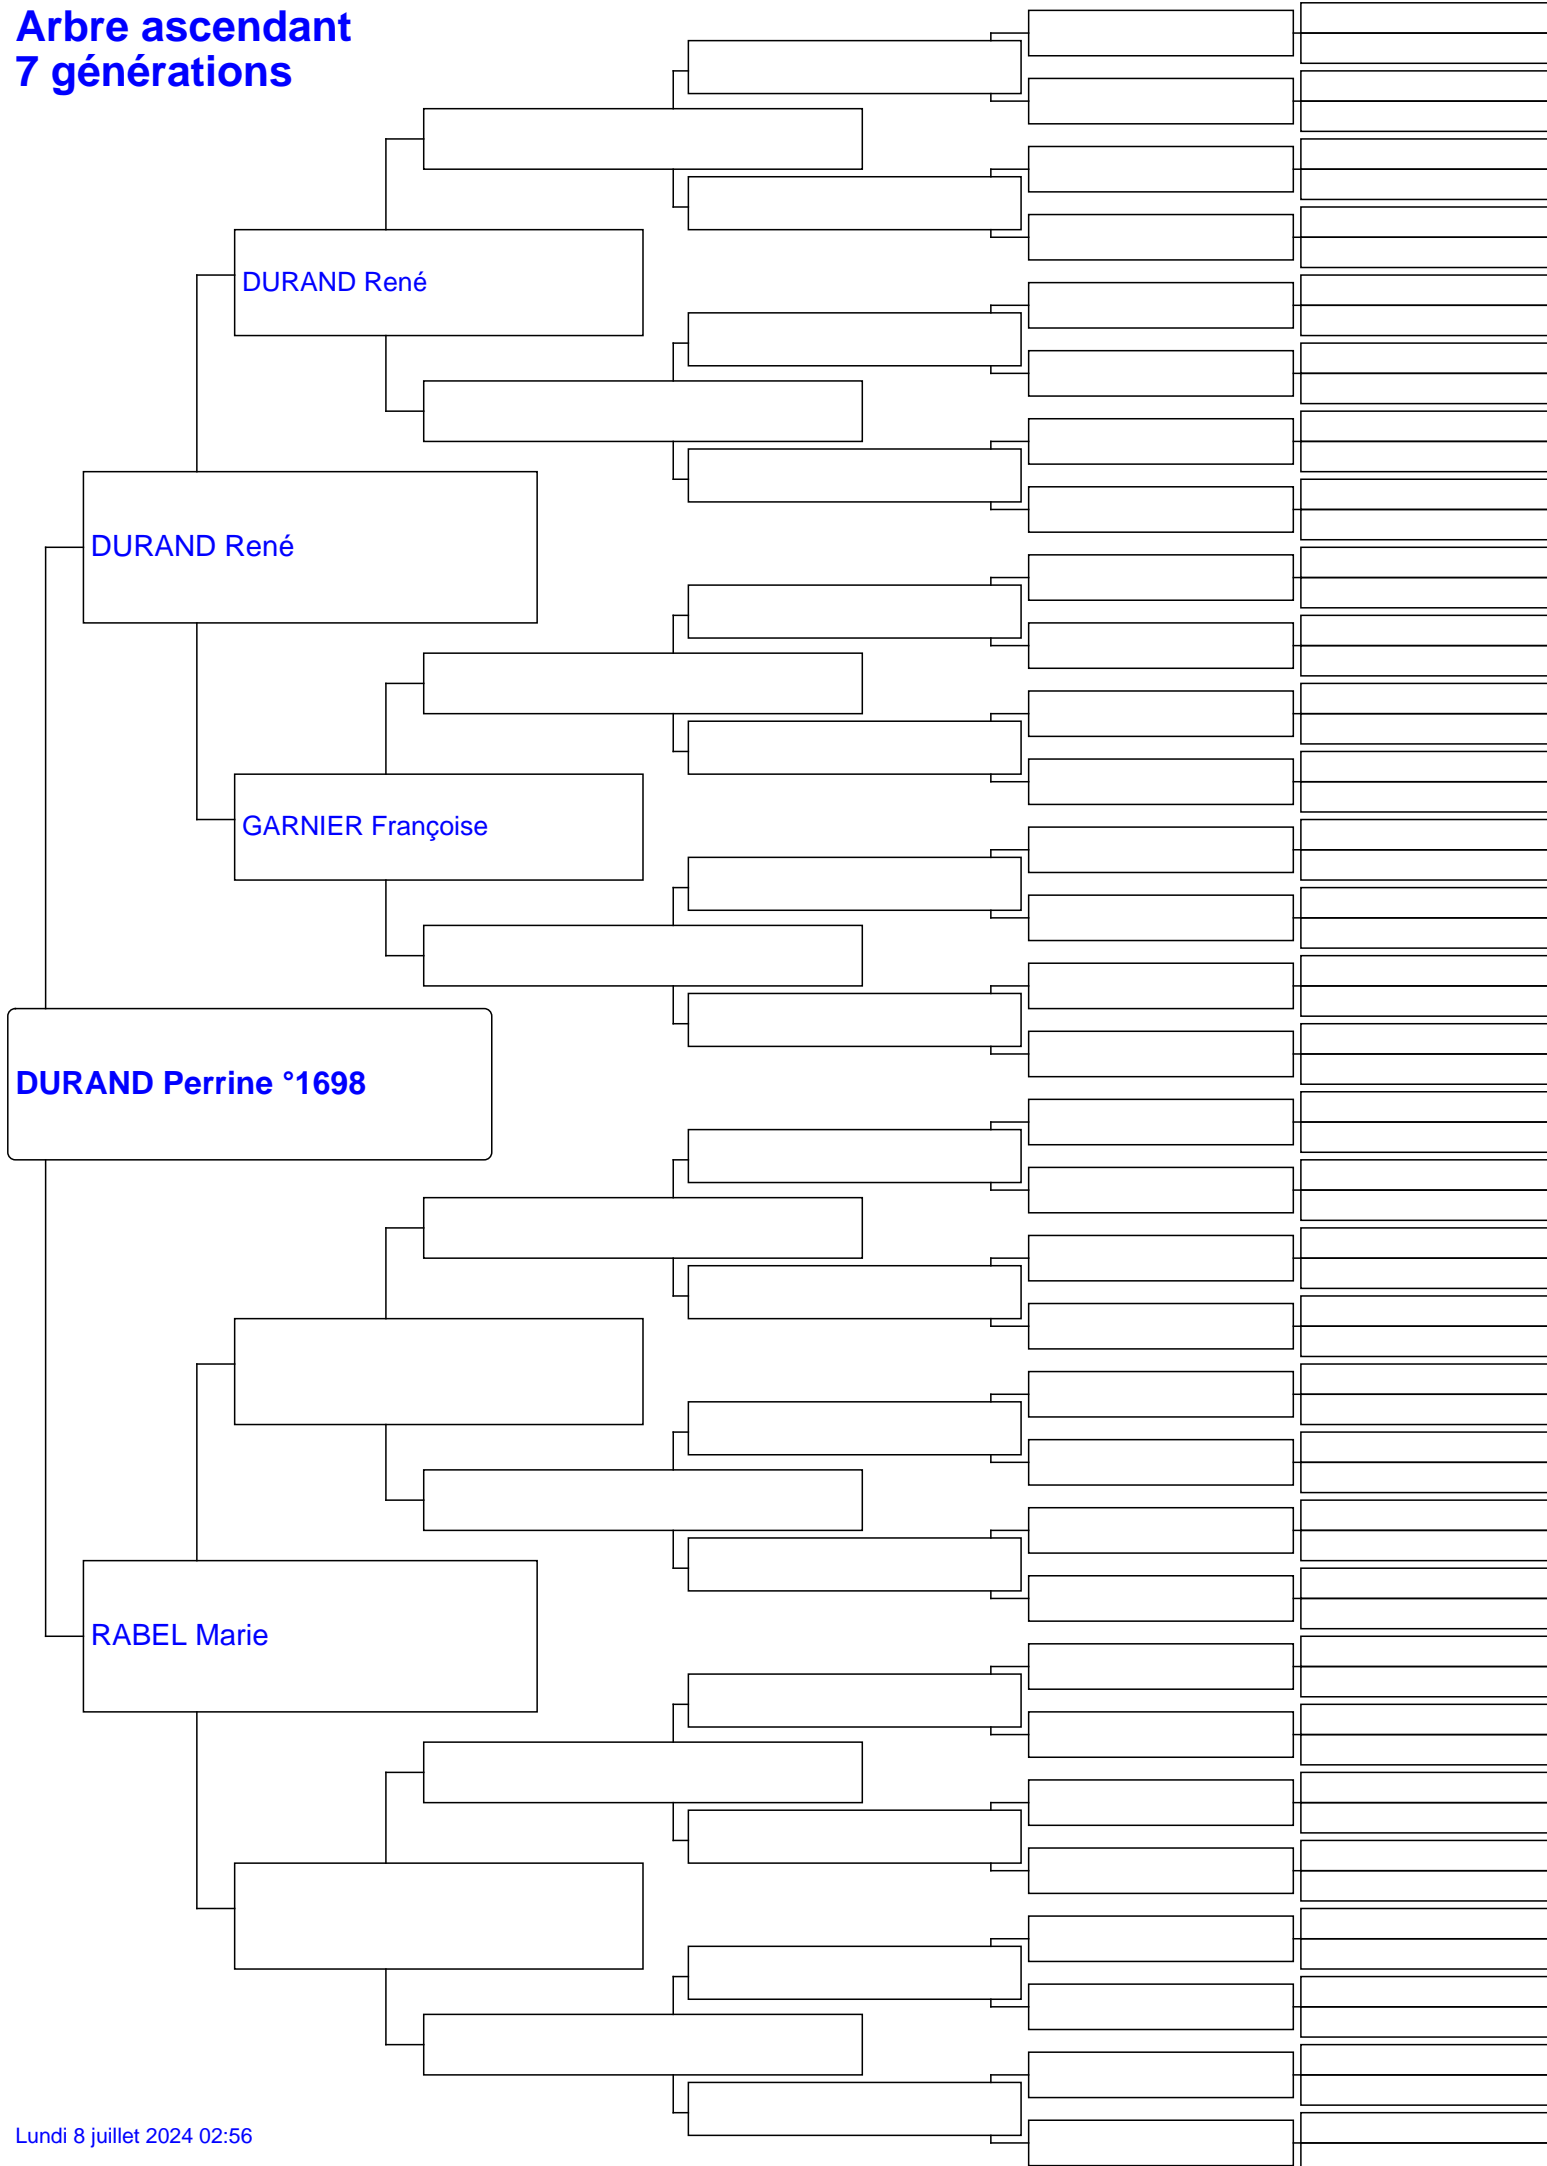 Arbre ascendant
7 générations
DURAND René
DURAND René
GARNIER Françoise
DURAND Perrine °1698
RABEL Marie
Lundi 8 juillet 2024 02:56